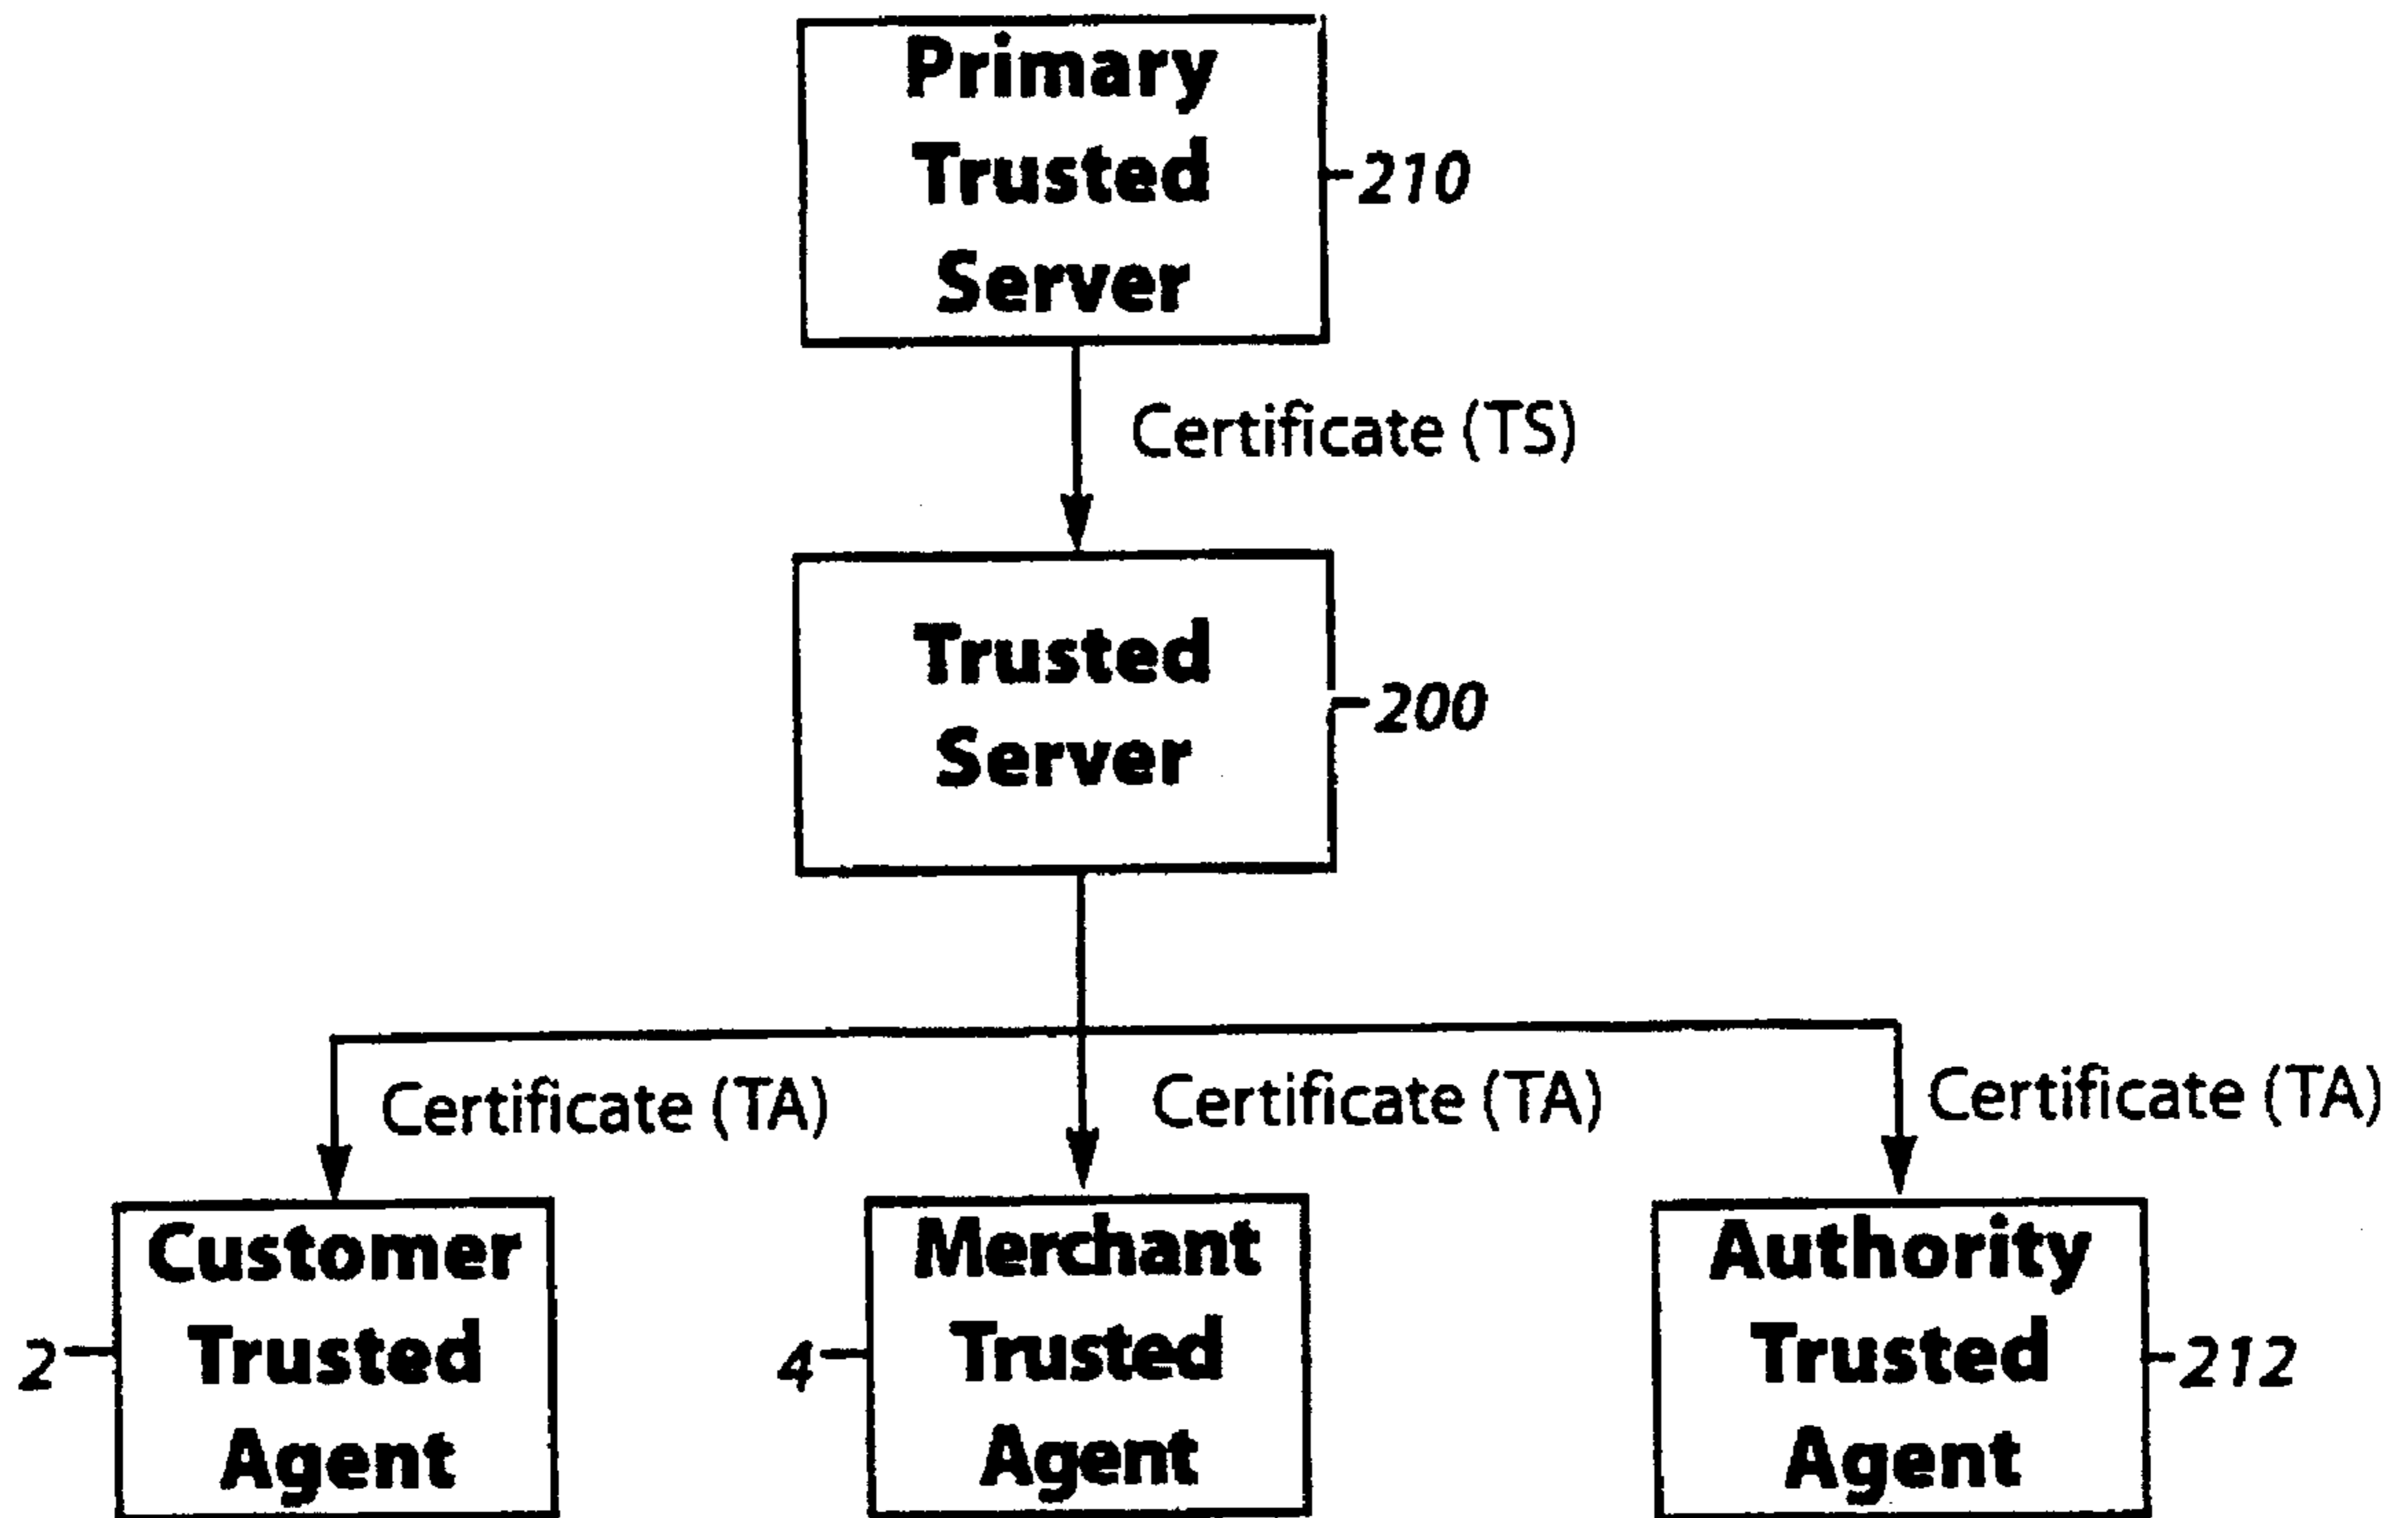 Primary
Trusted
Server
210
Certificate (TS)
Trusted
Server
200
Certificate (TA)
Certificate (TA)
Certificate (TA)
Customer
Trusted
Agent
2
Merchant
Trusted
Agent
4
Authority
Trusted
Agent
212